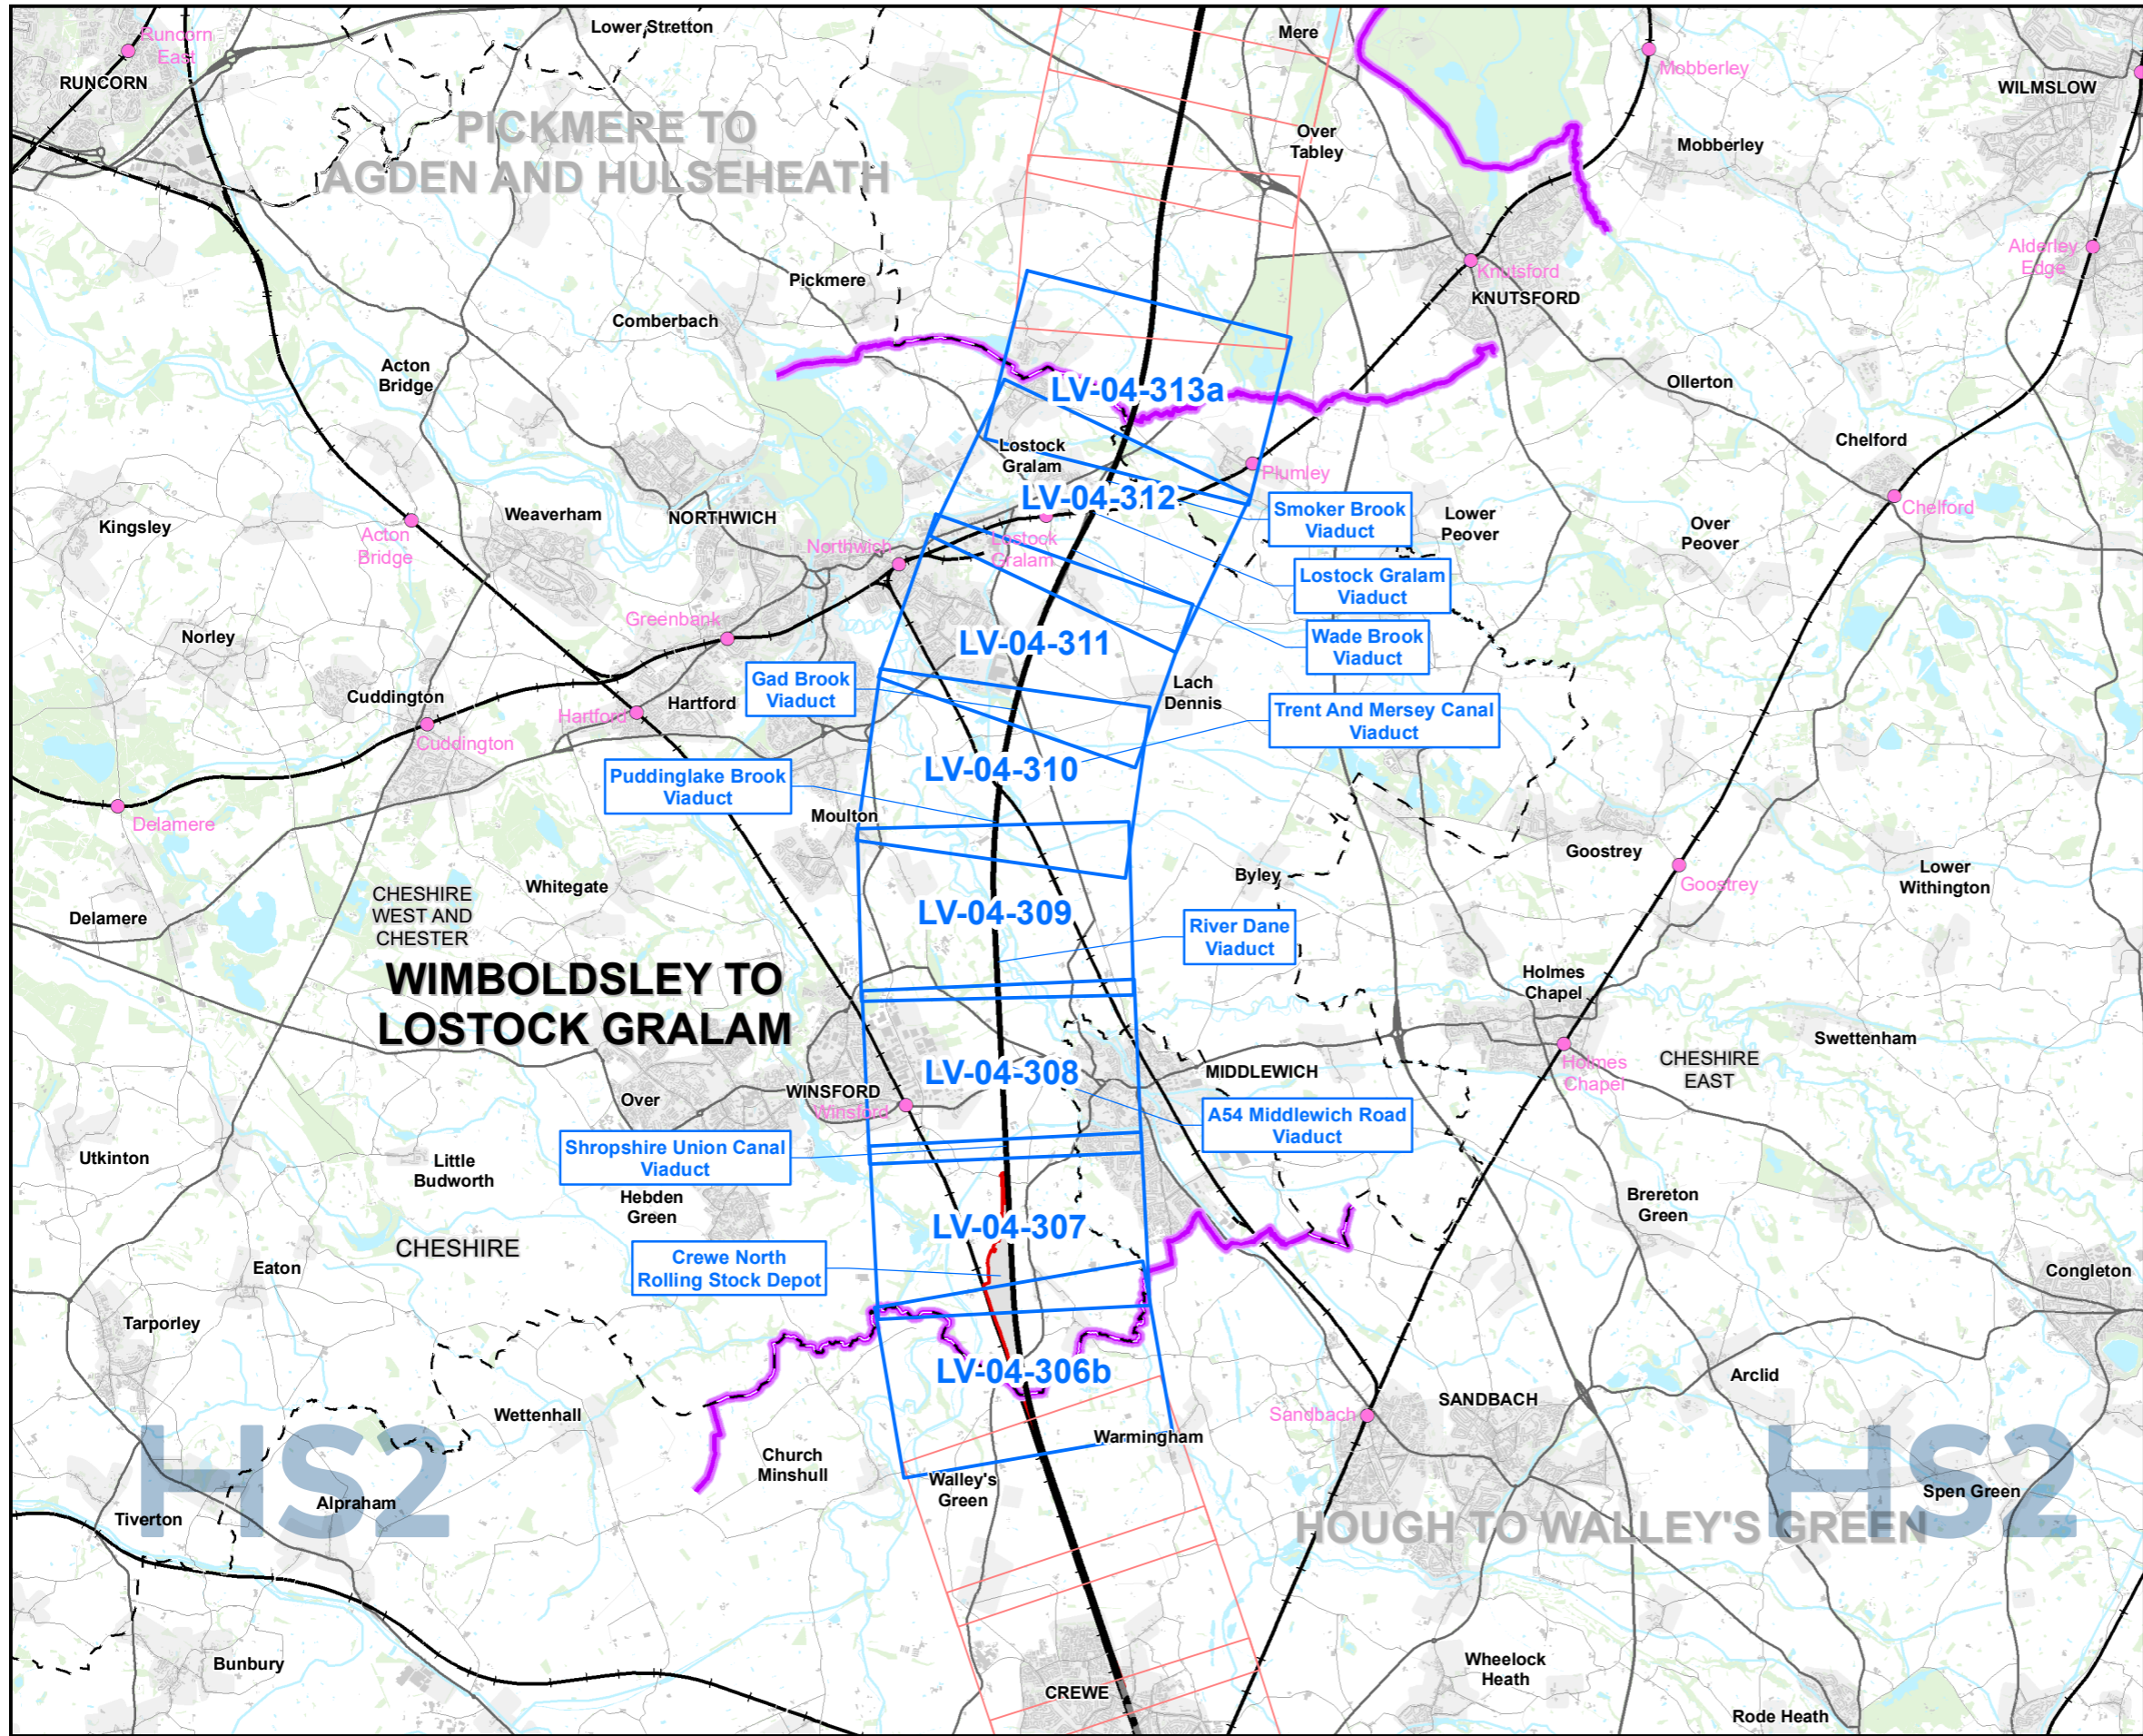 Lower Stretton
Mere
Runcorn
East
Mobberley
RUNCORN
WILMSLOW
PICKMERE TO
AGDEN AND HULSEHEATH
Over
Tabley
Mobberley
Alderley
Edge
Knutsford
KNUTSFORD
Pickmere
Comberbach
Acton
Bridge
Ollerton
LV-04-313a
Chelford
Lostock
Gralam
Plumley
LV-04-312
Chelford
Kingsley
Weaverham
NORTHWICH
Smoker Brook
Viaduct
Lower
Peover
Over
Peover
Acton
Bridge
Northwich
Lostock
Gralam
Lostock Gralam
Viaduct
Norley
Greenbank
Wade Brook
Viaduct
LV-04-311
Gad Brook
Viaduct
Lach
Dennis
Cuddington
Hartford
Hartford
Cuddington
Trent And Mersey Canal
Viaduct
LV-04-310
Puddinglake Brook
Viaduct
Moulton
Delamere
Goostrey
Goostrey
Lower
Withington
Byley
Whitegate
CHESHIRE
WEST AND
CHESTER
Delamere
LV-04-309
River Dane
Viaduct
WIMBOLDSLEY TO
LOSTOCK GRALAM
Holmes
Chapel
Swettenham
Holmes
Chapel
CHESHIRE
EAST
LV-04-308
MIDDLEWICH
WINSFORD
Winsford
Over
A54 Middlewich Road
Viaduct
Shropshire Union Canal
Viaduct
Utkinton
Little
Budworth
Hebden
Green
Brereton
Green
LV-04-307
CHESHIRE
Crewe North
Rolling Stock Depot
Eaton
Congleton
Tarporley
LV-04-306b
Arclid
SANDBACH
Sandbach
Wettenhall
Warmingham
Church
Minshull
Walley's
Green
HS2
HS2
Alpraham
Tiverton
Spen Green
HOUGH TO WALLEY'S GREEN
Bunbury
Wheelock
Heath
CREWE
Rode Heath